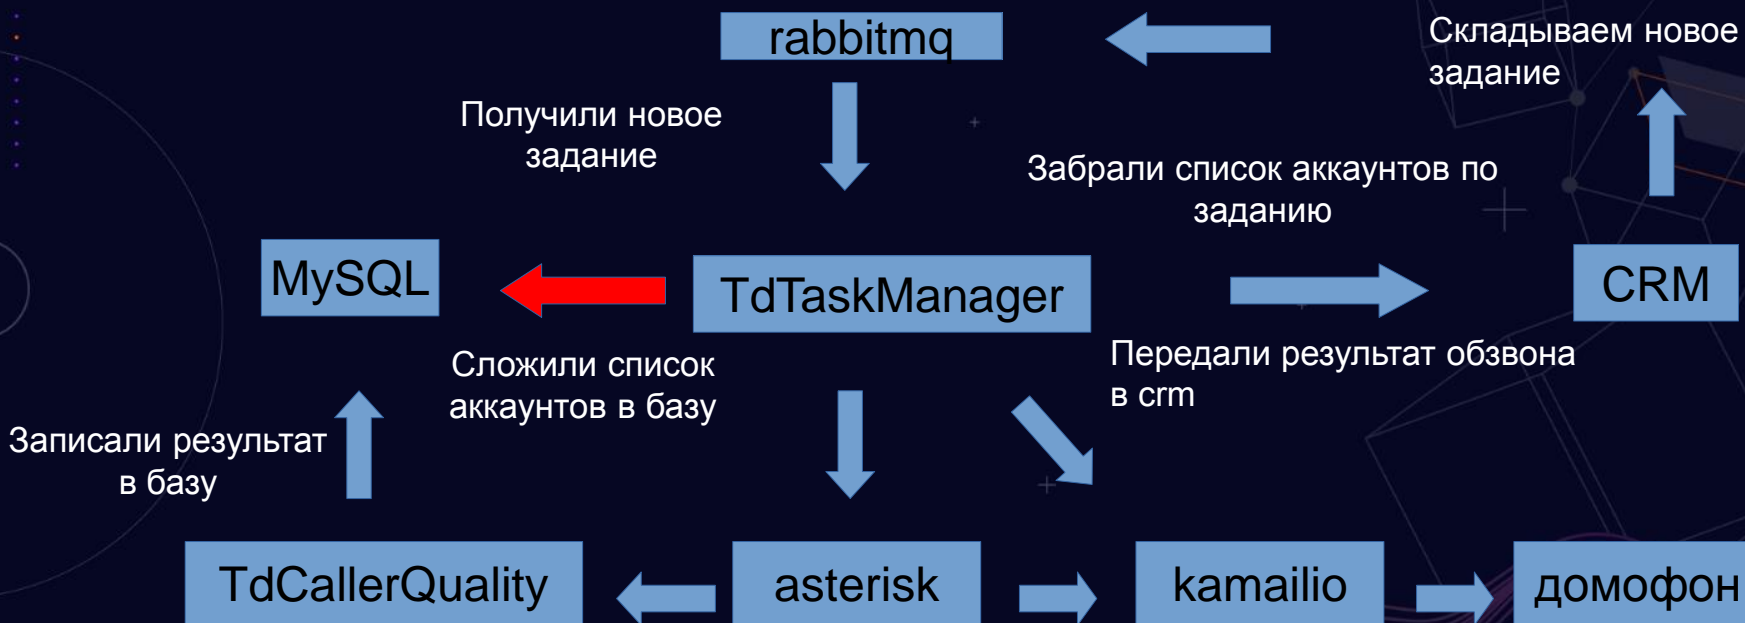 rabbitmq
Складываем новое
задание
Получили новое
задание
Забрали список аккаунтов по
заданию
MySQL
TdTaskManager
CRM
Сложили список
аккаунтов в базу
Передали результат обзвона
в crm
Записали результат
в базу
TdCallerQuality
asterisk
kamailio
домофон